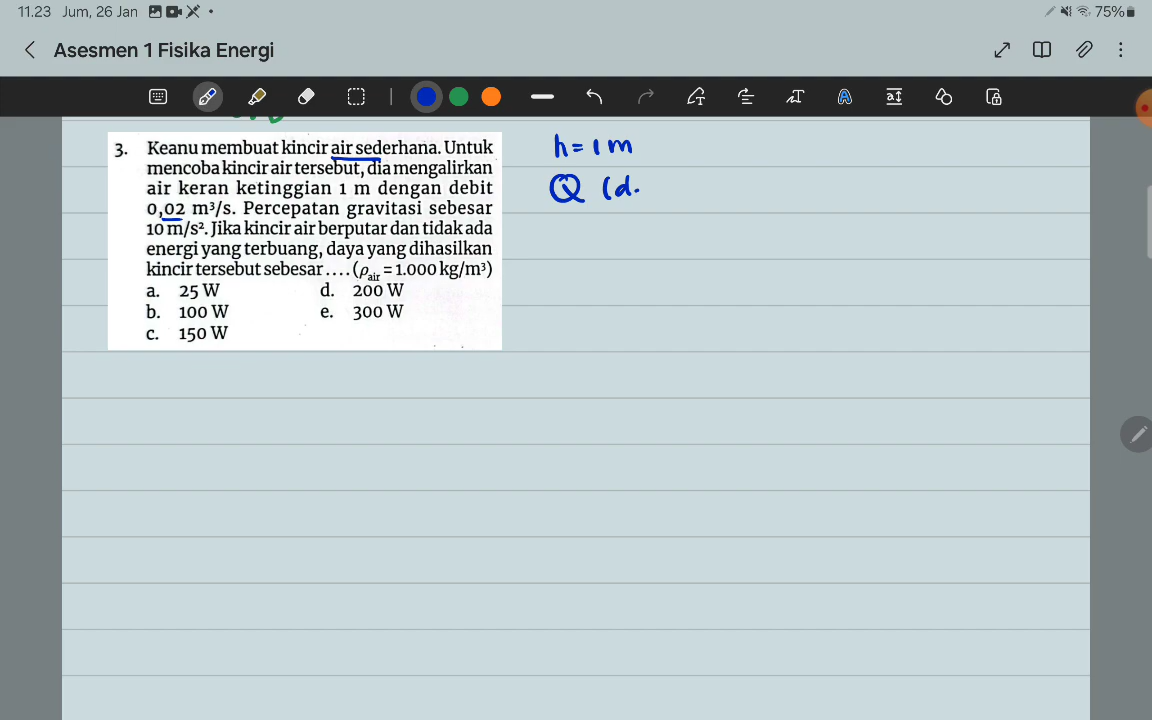 11.23 Jum, 26 Jan
75%
Asesmen 1 Fisika Energi
3. Keanu membuat kincir air sederhana. Untuk
mencoba kincir air tersebut, dia mengalirkan
air keran ketinggian 1 m dengan debit
0,02 m³/s. Percepatan gravitasi sebesar
10 m/s². Jika kincir air berputar dan tidak ada
energi yang terbuang, daya yang dihasilkan
kincir tersebut sebesar .... (ρair = 1.000 kg/m³)
a. 25 W d. 200 W
b. 100 W e. 300 W
c. 150 W
h = 1 m
Q (d.